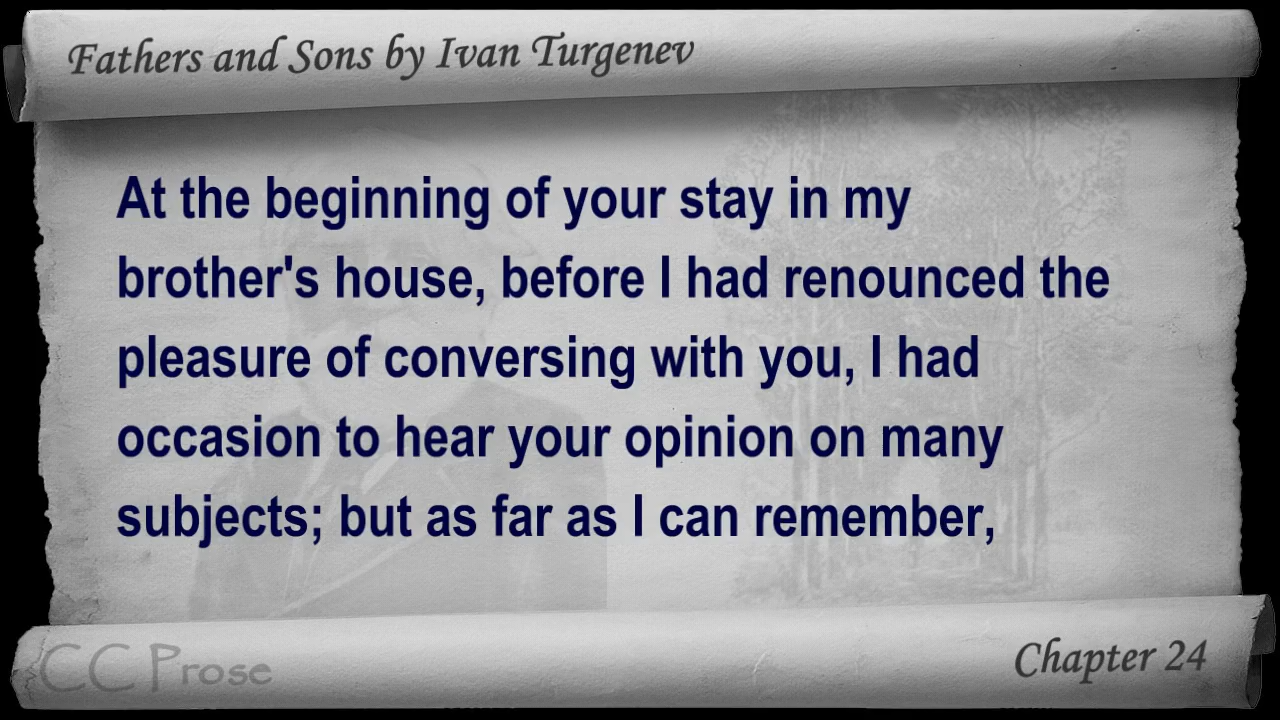 Fathers and Sons by Ivan Turgenev
At the beginning of your stay in my
brother's house, before I had renounced the
pleasure of conversing with you, I had
occasion to hear your opinion on many
subjects; but as far as I can remember,
CC Prose
Chapter 24